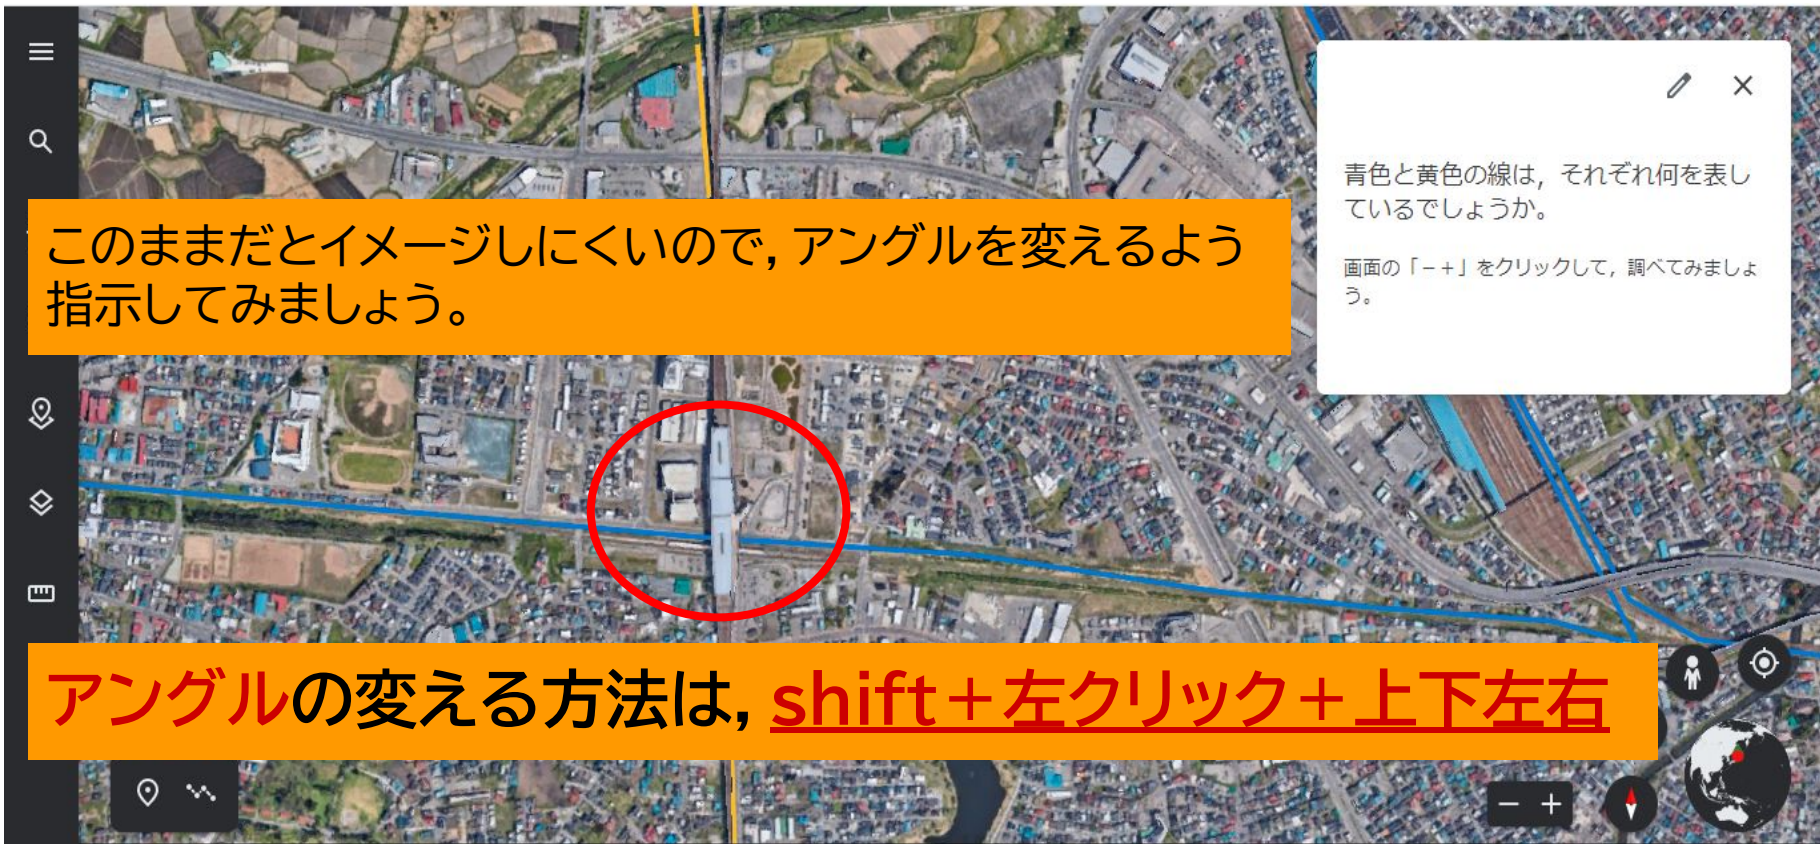 青色と黄色の線は，それぞれ何を表し
ているでしょうか。
画面の「－＋」をクリックして，調べてみましょ
う。
このままだとイメージしにくいので，アングルを変えるよう
指示してみましょう。
アングルの変える方法は，shift＋左クリック＋上下左右